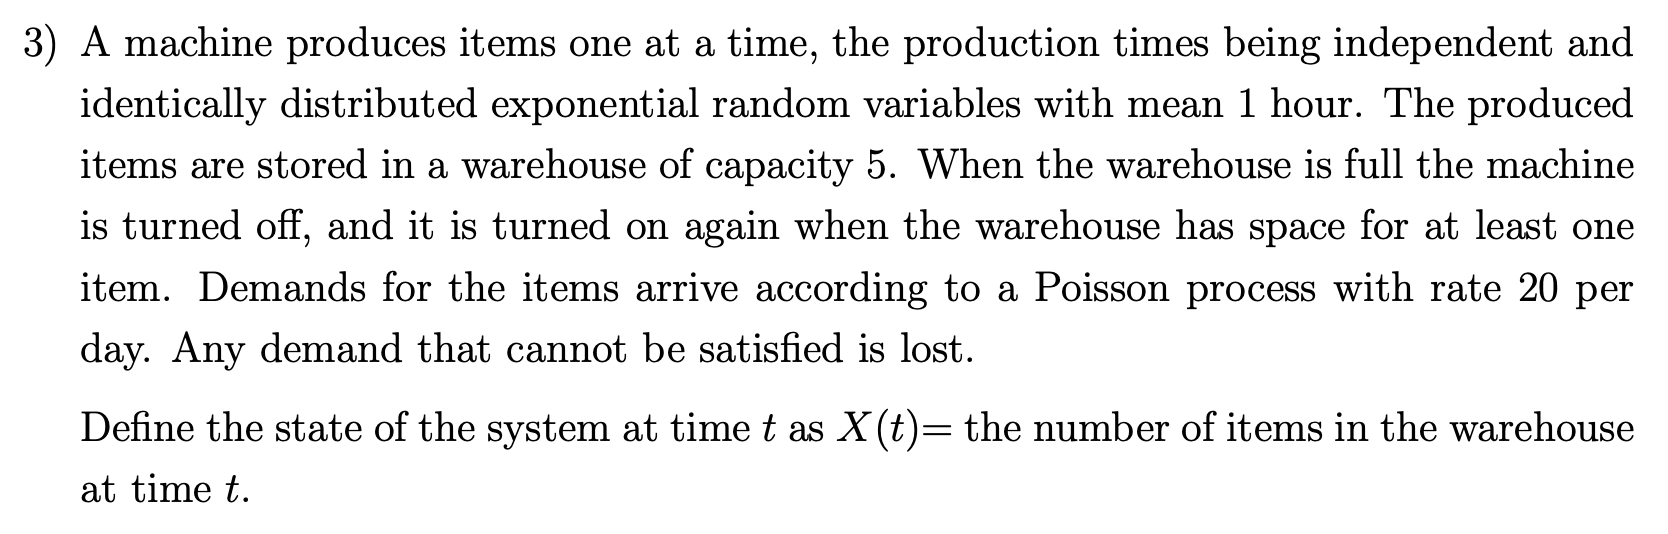 3) A machine produces items one at a time, the production times being independent and
identically distributed exponential random variables with mean 1 hour. The produced
items are stored in a warehouse of capacity 5. When the warehouse is full the machine
is turned off, and it is turned on again when the warehouse has space for at least one
item. Demands for the items arrive according to a Poisson process with rate 20 per
day. Any demand that cannot be satisfied is lost.
Define the state of the system at time t as X(t)= the number of items in the warehouse
at time t.